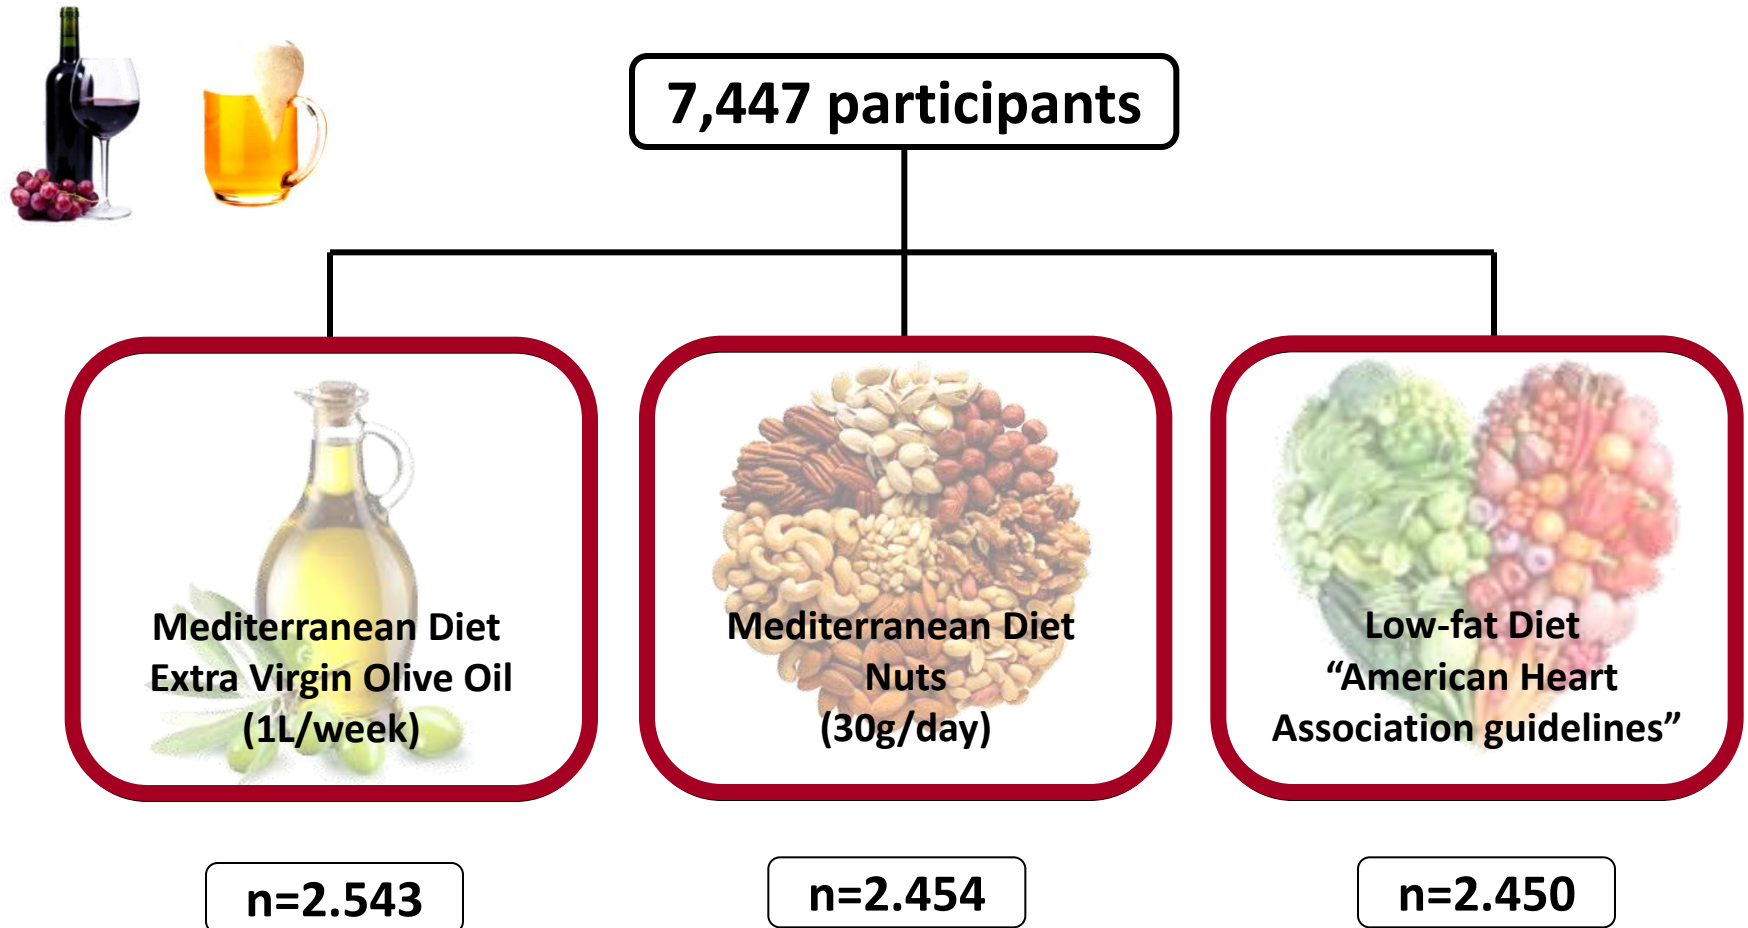 7,447 participants
Mediterranean Diet
Extra Virgin Olive Oil
(1L/week)
Mediterranean Diet
Nuts
(30g/day)
Low-fat Diet
“American Heart
Association guidelines”
n=2.543
n=2.454
n=2.450